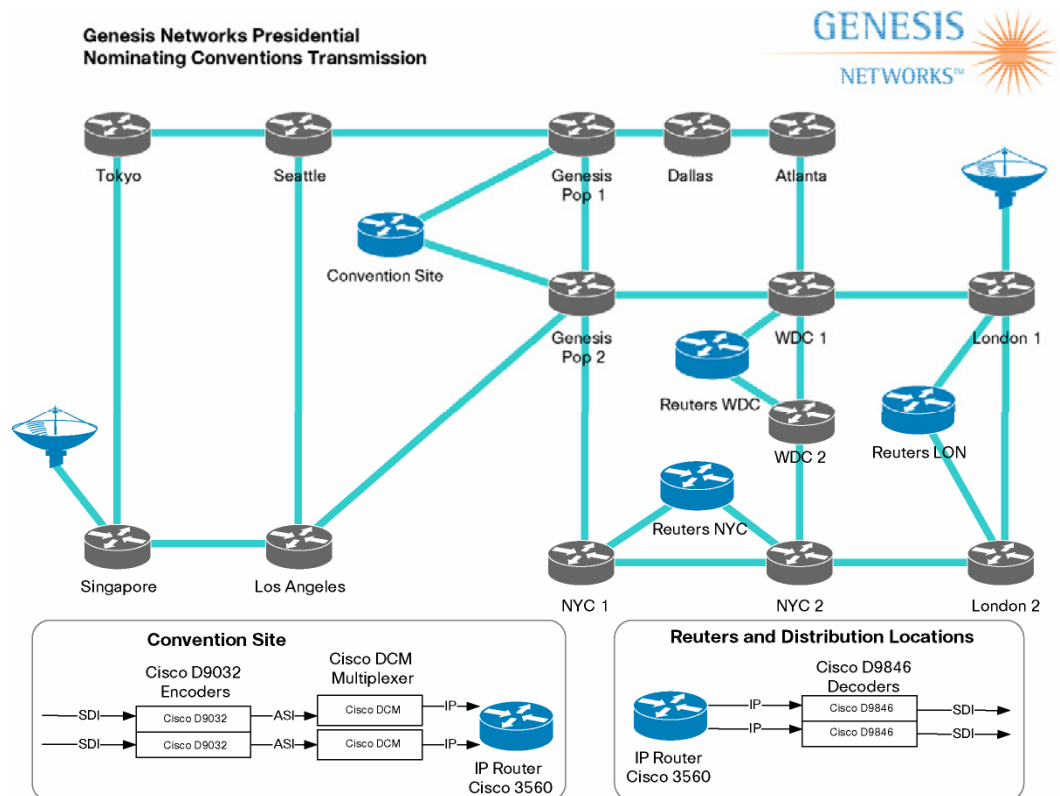 Genesis Networks Presidential
Nominating Conventions Transmission
GENESIS
NETWORKS™
Tokyo
Seattle
Genesis
Pop 1
Dallas
Atlanta
Convention Site
Genesis
Pop 2
WDC 1
London 1
Reuters WDC
WDC 2
Reuters LON
Reuters NYC
Singapore
Los Angeles
NYC 1
NYC 2
London 2
Convention Site
Cisco D9032
Encoders
Cisco DCM
Multiplexer
SDI
Cisco D9032
ASI
Cisco DCM
IP
SDI
Cisco D9032
ASI
Cisco DCM
IP
IP Router
Cisco 3560
Reuters and Distribution Locations
Cisco D9846
Decoders
IP
Cisco D9846
SDI
IP
Cisco D9846
SDI
IP Router
Cisco 3560